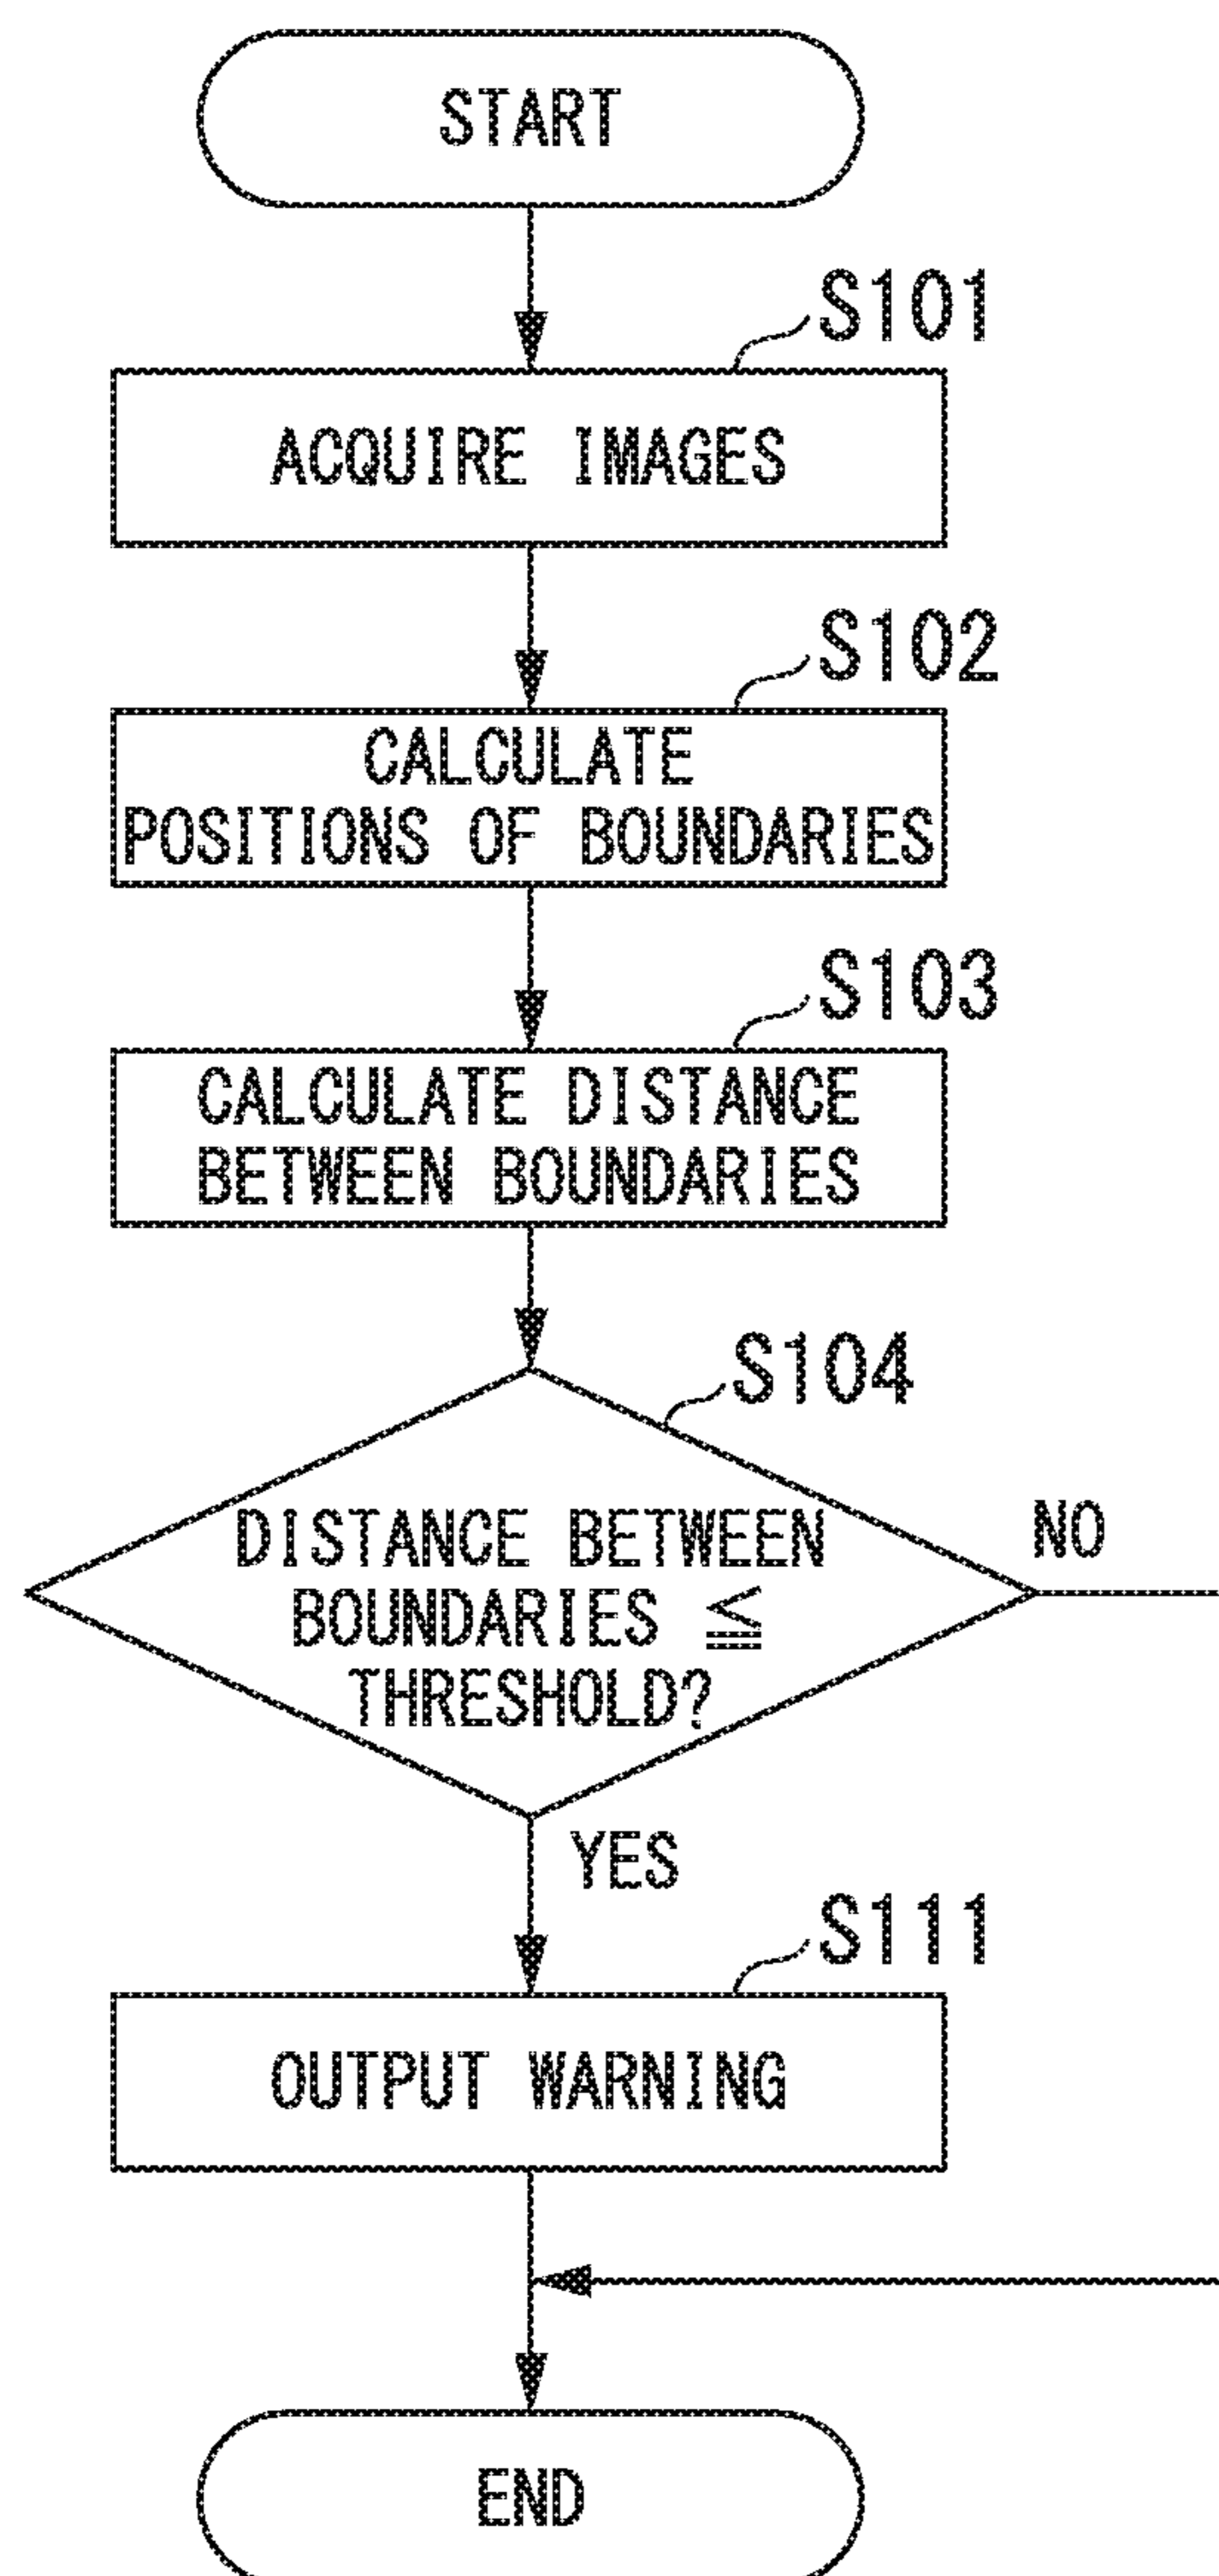 START
S101
ACQUIRE IMAGES
S102
CALCULATE
POSITIONS OF BOUNDARIES
S103
CALCULATE DISTANCE
BETWEEN BOUNDARIES
S104
DISTANCE BETWEEN
BOUNDARIES ≦
THRESHOLD?
NO
YES
S111
OUTPUT WARNING
END